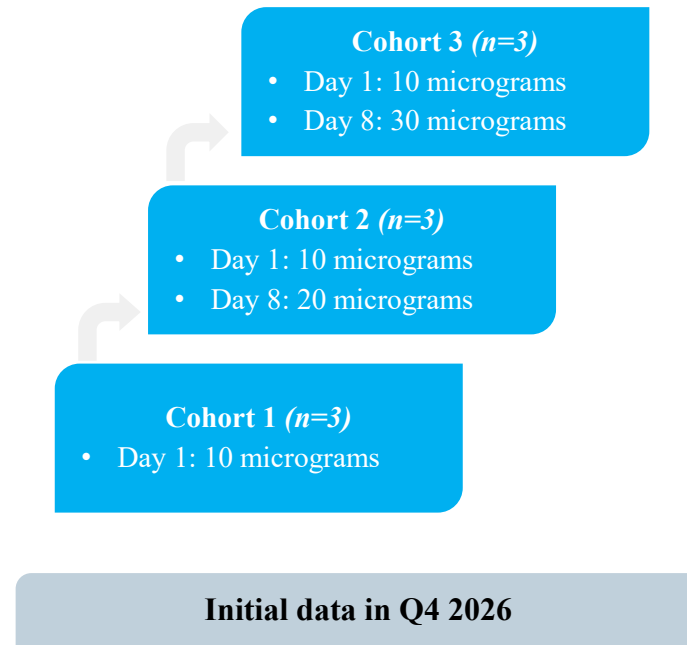 Cohort 3 (n=3)
• Day 1: 10 micrograms
• Day 8: 30 micrograms
Cohort 2 (n=3)
• Day 1: 10 micrograms
• Day 8: 20 micrograms
Cohort 1 (n=3)
• Day 1: 10 micrograms
Initial data in Q4 2026